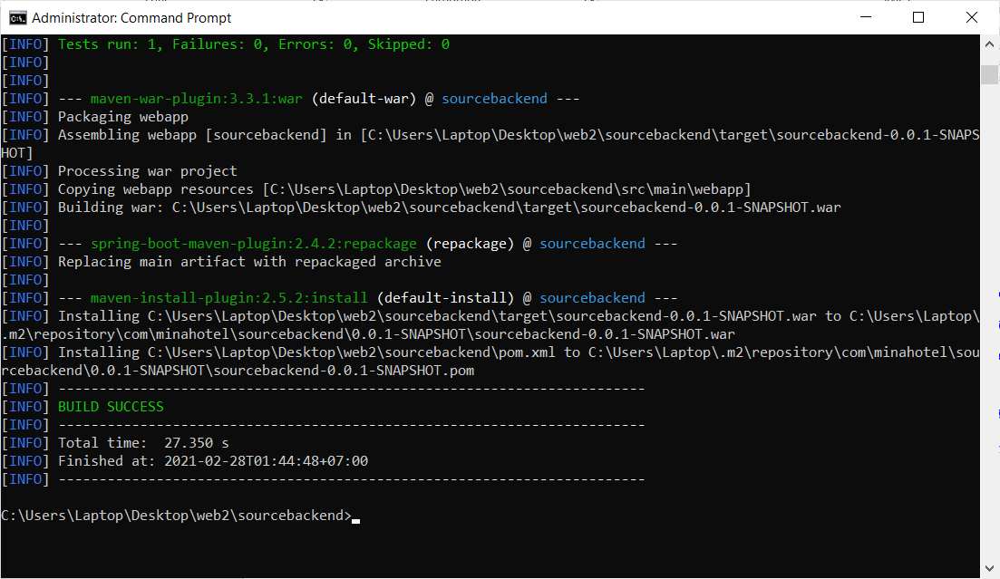 Administrator: Command Prompt
[INFO] Tests run: 1, Failures: 0, Errors: 0, Skipped: 0
[INFO]
[INFO]
[INFO] --- maven-war-plugin:3.3.1:war (default-war) @ sourcebackend ---
[INFO] Packaging webapp
[INFO] Assembling webapp [sourcebackend] in [C:\Users\Laptop\Desktop\web2\sourcebackend\target\sourcebackend-0.0.1-SNAPS
HOT]
[INFO] Processing war project
[INFO] Copying webapp resources [C:\Users\Laptop\Desktop\web2\sourcebackend\src\main\webapp]
[INFO] Building war: C:\Users\Laptop\Desktop\web2\sourcebackend\target\sourcebackend-0.0.1-SNAPSHOT.war
[INFO]
[INFO] --- spring-boot-maven-plugin:2.4.2:repackage (repackage) @ sourcebackend ---
[INFO] Replacing main artifact with repackaged archive
[INFO]
[INFO] --- maven-install-plugin:2.5.2:install (default-install) @ sourcebackend ---
[INFO] Installing C:\Users\Laptop\Desktop\web2\sourcebackend\target\sourcebackend-0.0.1-SNAPSHOT.war to C:\Users\Laptop\
.m2\repository\com\minahotel\sourcebackend\0.0.1-SNAPSHOT\sourcebackend-0.0.1-SNAPSHOT.war
[INFO] Installing C:\Users\Laptop\Desktop\web2\sourcebackend\pom.xml to C:\Users\Laptop\.m2\repository\com\minahotel\sou
rcebackend\0.0.1-SNAPSHOT\sourcebackend-0.0.1-SNAPSHOT.pom
[INFO] ------------------------------------------------------------------------
[INFO] BUILD SUCCESS
[INFO] ------------------------------------------------------------------------
[INFO] Total time:  27.350 s
[INFO] Finished at: 2021-02-28T01:44:48+07:00
[INFO] ------------------------------------------------------------------------
C:\Users\Laptop\Desktop\web2\sourcebackend>